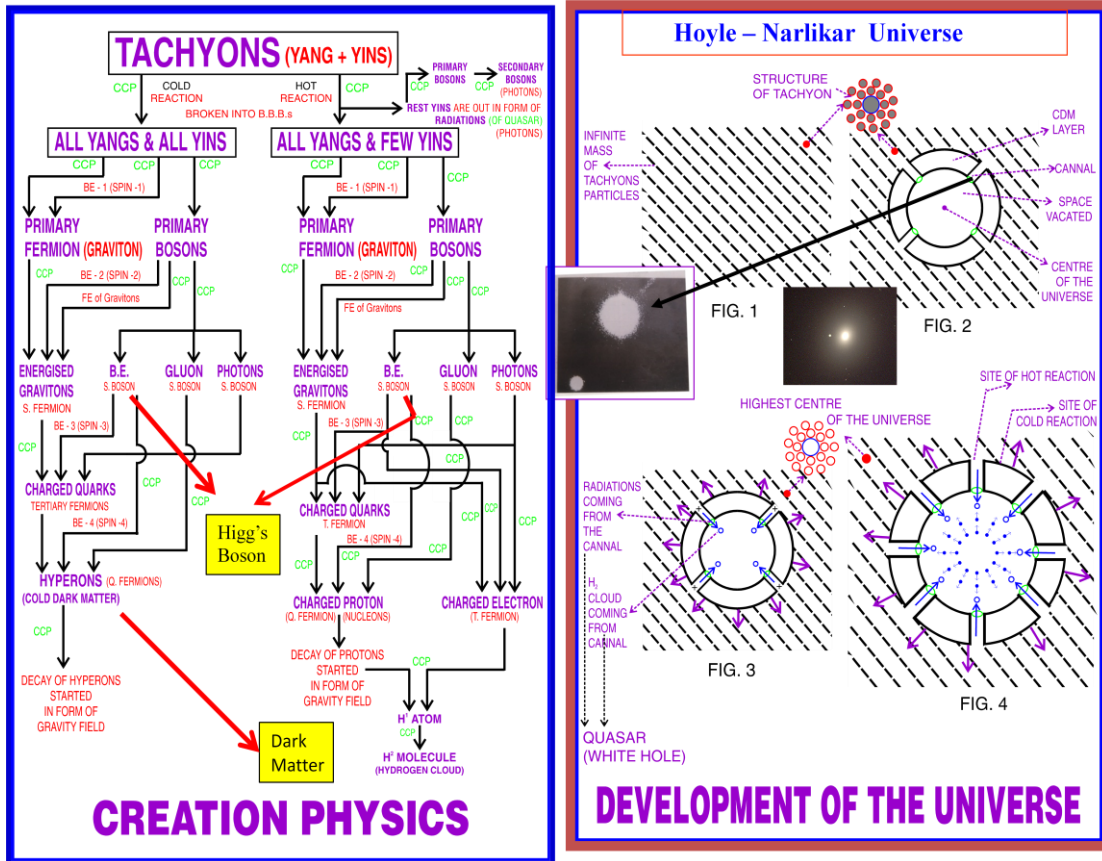 TACHYONS (YANG + YINS)
CCP
COLD
REACTION
HOT
REACTION
CCP
BROKEN INTO B.B.B.s
PRIMARY
BOSONS
CCP
SECONDARY
BOSONS
(PHOTONS)
CCP
REST YINS ARE OUT IN FORM OF
RADIATIONS (OF QUASAR)
(PHOTONS)
ALL YANGS & ALL YINS
ALL YANGS & FEW YINS
CCP
CCP
BE - 1 (SPIN -1)
CCP
CCP
CCP
BE - 1 (SPIN -1)
CCP
PRIMARY
FERMION (GRAVITON)
PRIMARY
BOSONS
PRIMARY
FERMION (GRAVITON)
PRIMARY
BOSONS
CCP
BE - 2 (SPIN -2)
FE of Gravitons
CCP
CCP
BE - 2 (SPIN -2)
FE of Gravitons
CCP
CCP
ENERGISED
GRAVITONS
S. FERMION
B.E.
S. BOSON
GLUON
S. BOSON
PHOTONS
S. BOSON
ENERGISED
GRAVITONS
S. FERMION
B.E.
S. BOSON
GLUON
S. BOSON
PHOTONS
S. BOSON
CCP
BE - 3 (SPIN -3)
CCP
BE - 3 (SPIN -3)
CCP
CCP
CCP
CHARGED QUARKS
TERTIARY FERMIONS
BE - 4 (SPIN -4)
CCP
CCP
CHARGED QUARKS
T. FERMION
BE - 4 (SPIN -4)
CCP
CCP
CCP
CCP
Higg's
Boson
HYPERONS (Q. FERMIONS)
(COLD DARK MATTER)
CCP
CHARGED PROTON
(Q. FERMION) (NUCLEONS)
CHARGED ELECTRON
(T. FERMION)
DECAY OF HYPERONS
STARTED
IN FORM OF
GRAVITY FIELD
DECAY OF PROTONS
STARTED
IN FORM OF
GRAVITY FIELD
CCP
H¹ ATOM
CCP
H² MOLECULE
(HYDROGEN CLOUD)
Dark
Matter
CREATION PHYSICS
Hoyle – Narlikar Universe
STRUCTURE
OF TACHYON
INFINITE
MASS
OF
TACHYONS
PARTICLES
CDM
LAYER
CANNAL
SPACE
VACATED
CENTRE
OF THE
UNIVERSE
FIG. 1
FIG. 2
SITE OF HOT REACTION
SITE OF
COLD REACTION
HIGHEST CENTRE
OF THE UNIVERSE
RADIATIONS
COMING
FROM
THE
CANNAL
H₂
CLOUD
COMING
FROM
CANNAL
FIG. 3
FIG. 4
QUASAR
(WHITE HOLE)
DEVELOPMENT OF THE UNIVERSE